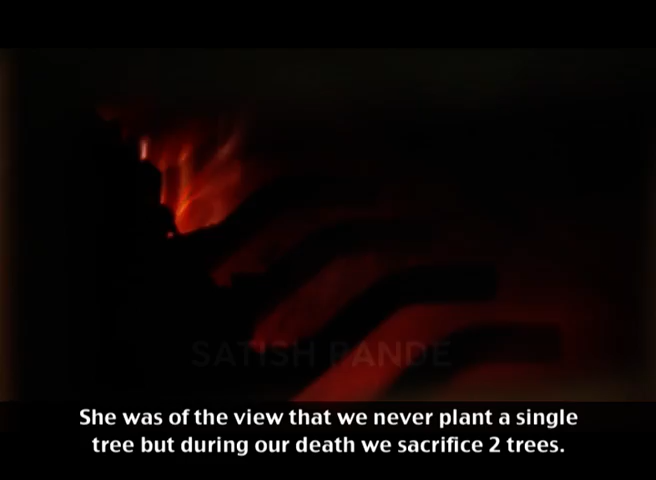 SATISH PANDE
She was of the view that we never plant a single
tree but during our death we sacrifice 2 trees.